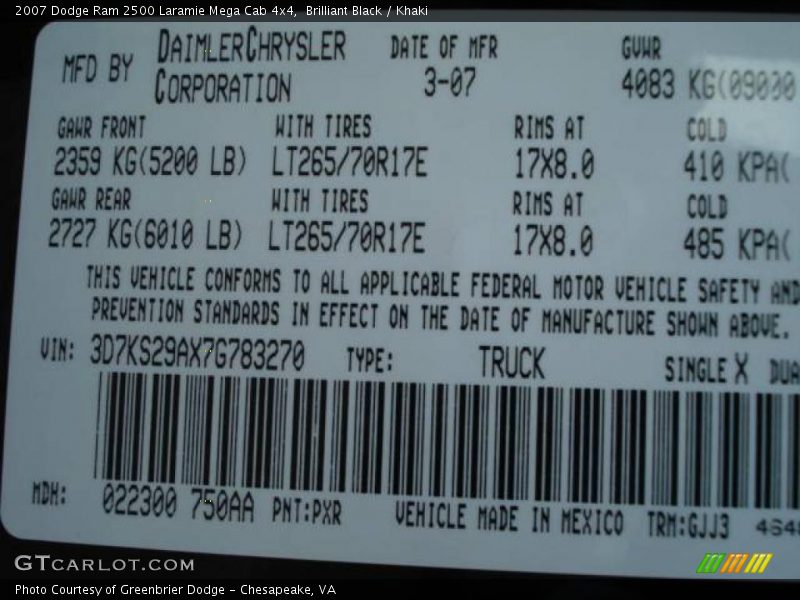 2007 Dodge Ram 2500 Laramie Mega Cab 4x4,  Brilliant Black / Khaki
MFD BY DAIMLERCHRYSLER CORPORATION DATE OF MFR 3-07 GVWR 4083 KG(09000
GAWR FRONT WITH TIRES RIMS AT COLD
2359 KG(5200 LB) LT265/70R17E 17X8.0 410 KPA(
GAWR REAR WITH TIRES RIMS AT COLD
2727 KG(6010 LB) LT265/70R17E 17X8.0 485 KPA(
THIS VEHICLE CONFORMS TO ALL APPLICABLE FEDERAL MOTOR VEHICLE SAFETY AND
PREVENTION STANDARDS IN EFFECT ON THE DATE OF MANUFACTURE SHOWN ABOVE.
VIN: 3D7KS29AX7G783270 TYPE: TRUCK SINGLE X DUA
MDH: 022300 750AA PNT:PXR VEHICLE MADE IN MEXICO TRM:GJJ3 464
GTCARLOT.COM
Photo Courtesy of Greenbrier Dodge - Chesapeake, VA